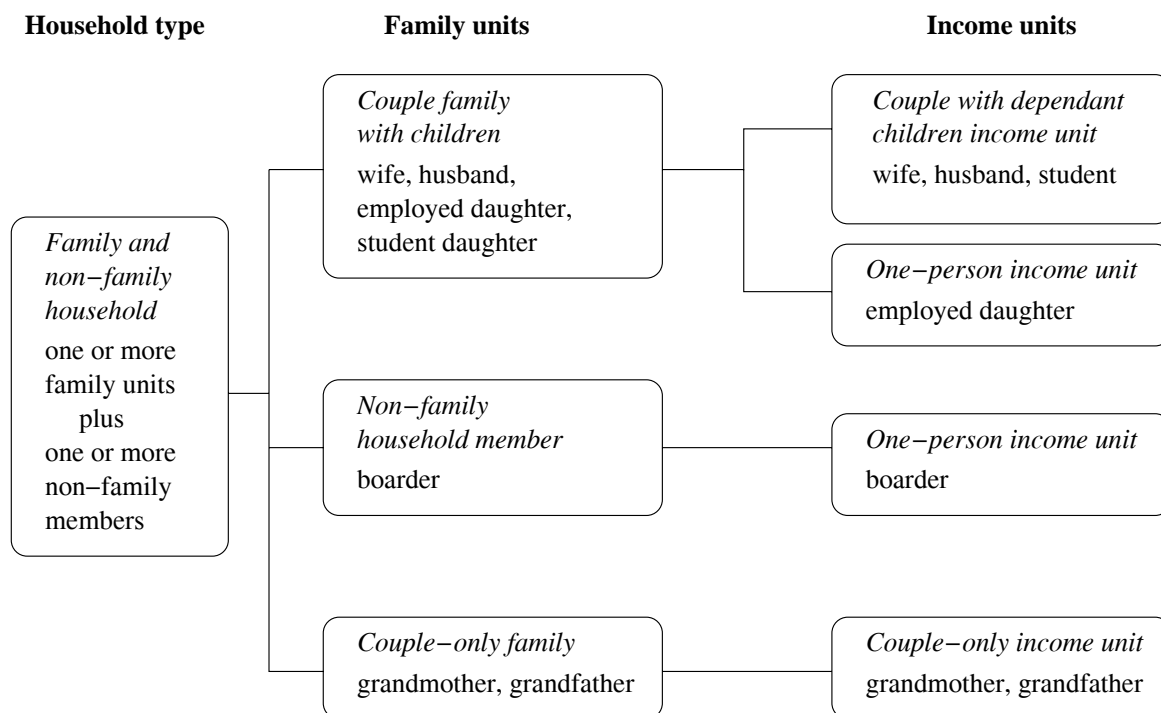 Household type
Family units
Income units
Family and
non−family
household
one or more
family units
plus
one or more
non−family
members
Couple family
with children
wife, husband,
employed daughter,
student daughter
Non−family
household member
boarder
Couple−only family
grandmother, grandfather
Couple with dependant
children income unit
wife, husband, student
One−person income unit
employed daughter
One−person income unit
boarder
Couple−only income unit
grandmother, grandfather